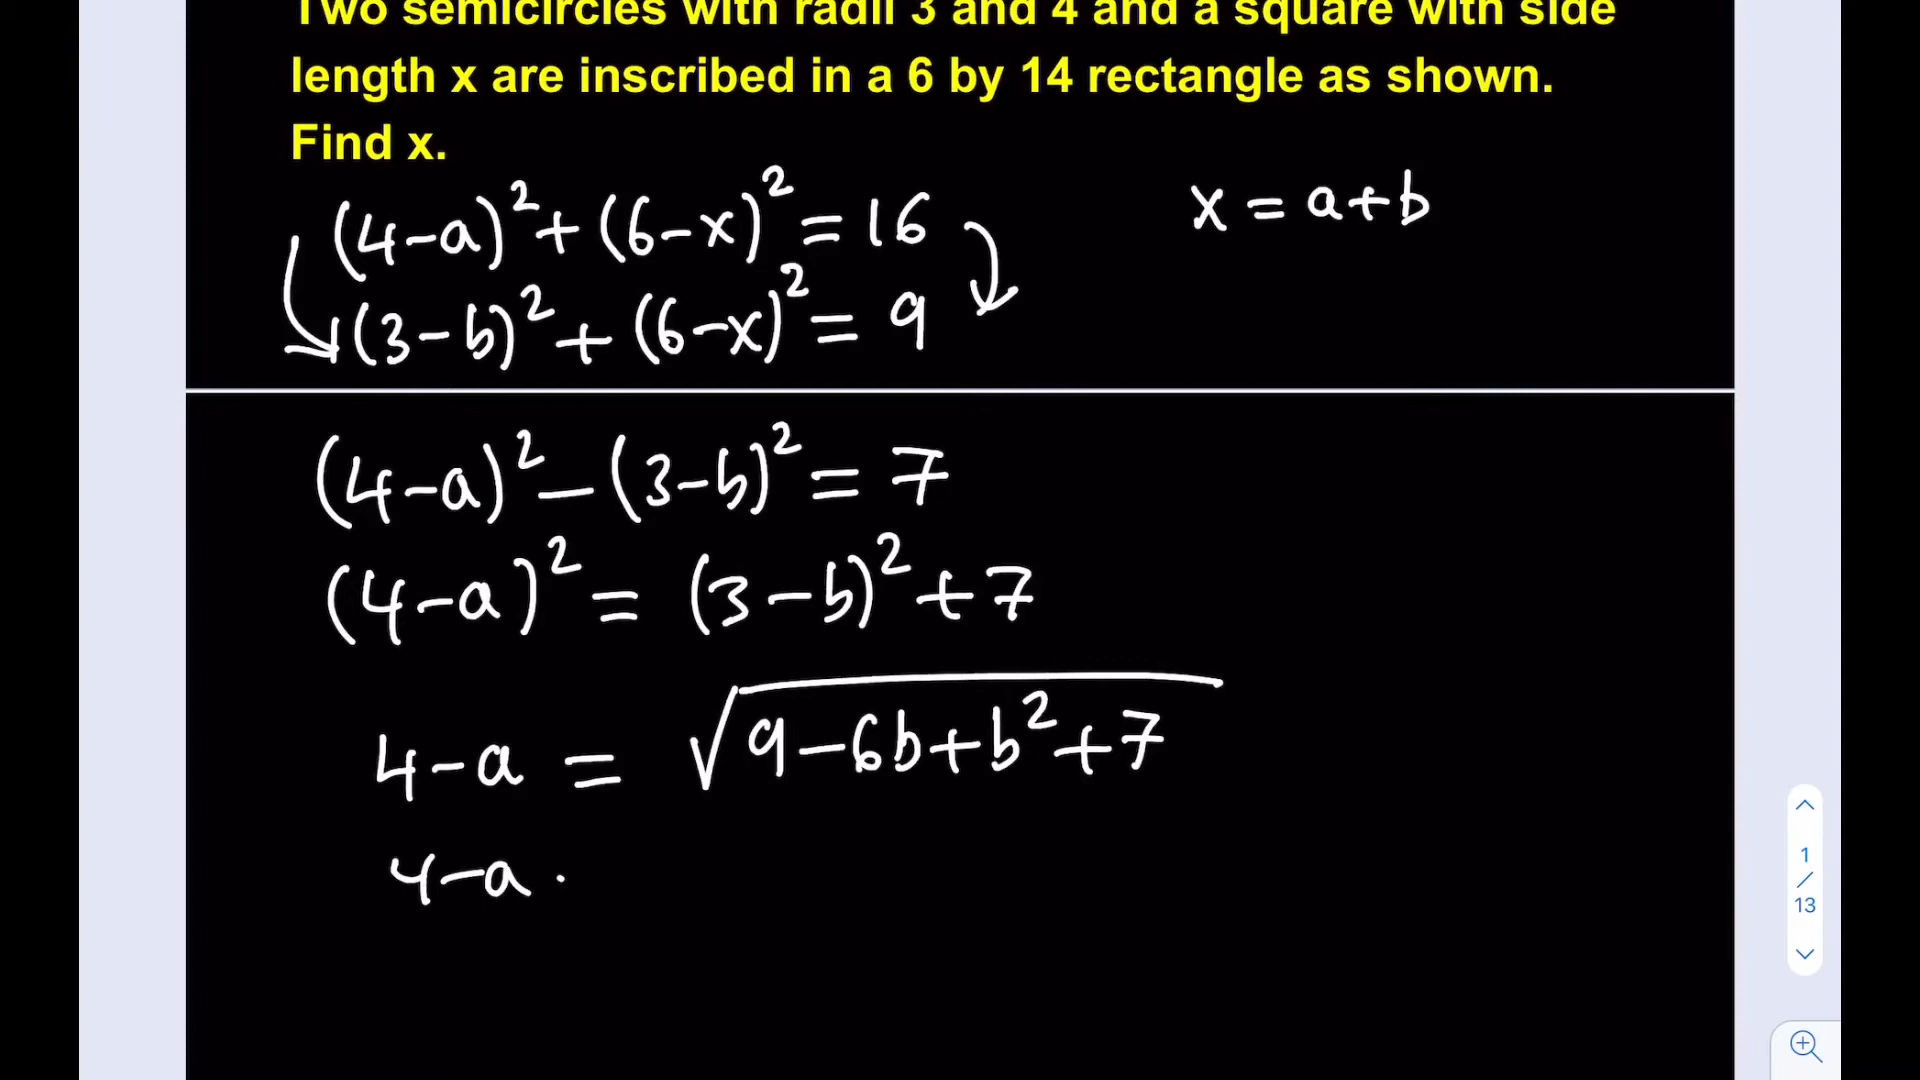 Two semicircles with radii 3 and 4 and a square with side
length x are inscribed in a 6 by 14 rectangle as shown.
Find x.
(4-a)²+(6-x)²=16
x=a+b
(3-b)²+(6-x)²=9
(4-a)²-(3-b)²=7
(4-a)²=(3-b)²+7
4-a=√9-6b+b²+7
4-a
1
/
13